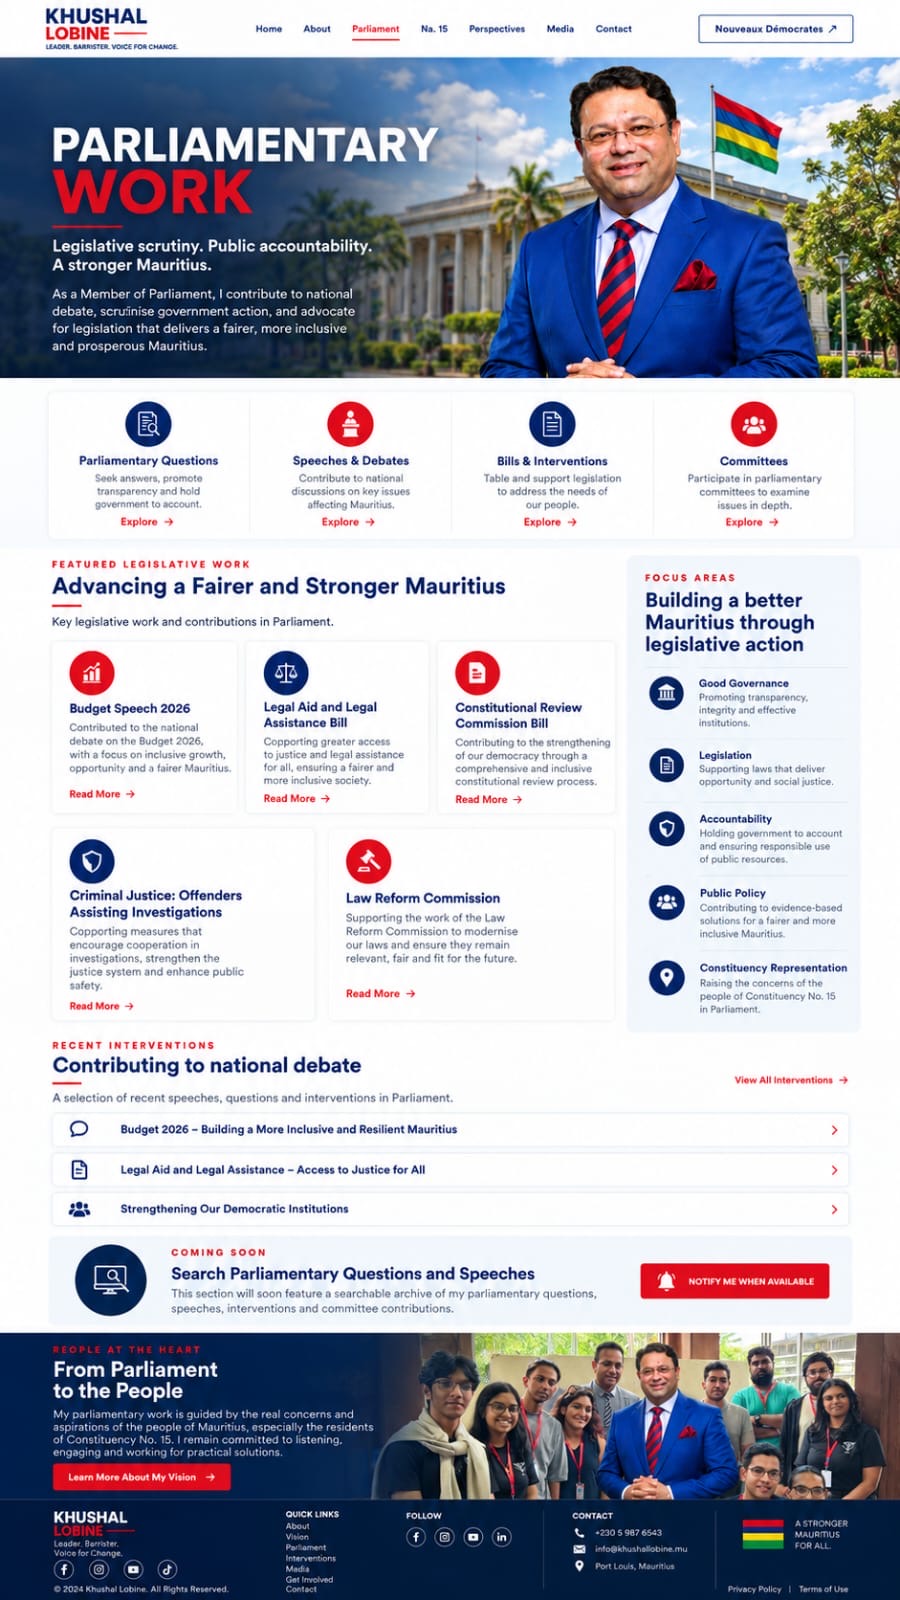 KHUSHAL
LOBINE
LEADER. BARRISTER. VOICE FOR CHANGE.
Home
About
Parliament
Na. 15
Perspectives
Media
Contact
Nouveaux Démocrates ↗
PARLIAMENTARY
WORK
Legislative scrutiny. Public accountability.
A stronger Mauritius.
As a Member of Parliament, I contribute to national
debate, scrutinise government action, and advocate
for legislation that delivers a fairer, more inclusive
and prosperous Mauritius.
Parliamentary Questions
Seek answers, promote
transparency and hold
government to account.
Explore →
Speeches & Debates
Contribute to national
discussions on key issues
affecting Mauritius.
Explore →
Bills & Interventions
Table and support legislation
to address the needs of
our people.
Explore →
Committees
Participate in parliamentary
committees to examine
issues in depth.
Explore →
FEATURED LEGISLATIVE WORK
Advancing a Fairer and Stronger Mauritius
Key legislative work and contributions in Parliament.
Budget Speech 2026
Contributed to the national
debate on the Budget 2026,
with a focus on inclusive growth,
opportunity and a fairer Mauritius.
Read More →
Legal Aid and Legal
Assistance Bill
Copporting greater access
to justice and legal assistance
for all, ensuring a fairer and
more inclusive society.
Read More →
Constitutional Review
Commission Bill
Contributing to the strengthening
of our democracy through a
comprehensive and inclusive
constitutional review process.
Read More →
Criminal Justice: Offenders
Assisting Investigations
Copporting measures that
encourage cooperation in
investigations, strengthen the
justice system and enhance public
safety.
Read More →
Law Reform Commission
Supporting the work of the Law
Reform Commission to modernise
our laws and ensure they remain
relevant, fair and fit for the future.
Read More →
FOCUS AREAS
Building a better
Mauritius through
legislative action
Good Governance
Promoting transparency,
integrity and effective
institutions.
Legislation
Supporting laws that deliver
opportunity and social justice.
Accountability
Holding government to account
and ensuring responsible use
of public resources.
Public Policy
Contributing to evidence-based
solutions for a fairer and more
inclusive Mauritius.
Constituency Representation
Raising the concerns of the
people of Constituency No. 15
in Parliament.
RECENT INTERVENTIONS
Contributing to national debate
A selection of recent speeches, questions and interventions in Parliament.
View All Interventions →
Budget 2026 – Building a More Inclusive and Resilient Mauritius
Legal Aid and Legal Assistance – Access to Justice for All
Strengthening Our Democratic Institutions
COMING SOON
Search Parliamentary Questions and Speeches
This section will soon feature a searchable archive of my parliamentary questions,
speeches, interventions and committee contributions.
NOTIFY ME WHEN AVAILABLE
PEOPLE AT THE HEART
From Parliament
to the People
My parliamentary work is guided by the real concerns and
aspirations of the people of Mauritius, especially the residents
of Constituency No. 15. I remain committed to listening,
engaging and working for practical solutions.
Learn More About My Vision →
KHUSHAL
LOBINE
Leader. Barrister.
Voice for Change.
© 2024 Khushal Lobine. All Rights Reserved.
QUICK LINKS
About
Vision
Parliament
Interventions
Media
Get Involved
Contact
FOLLOW
CONTACT
+230 5 987 6543
info@khushallobine.mu
Port Louis, Mauritius
A STRONGER
MAURITIUS
FOR ALL.
Privacy Policy | Terms of Use